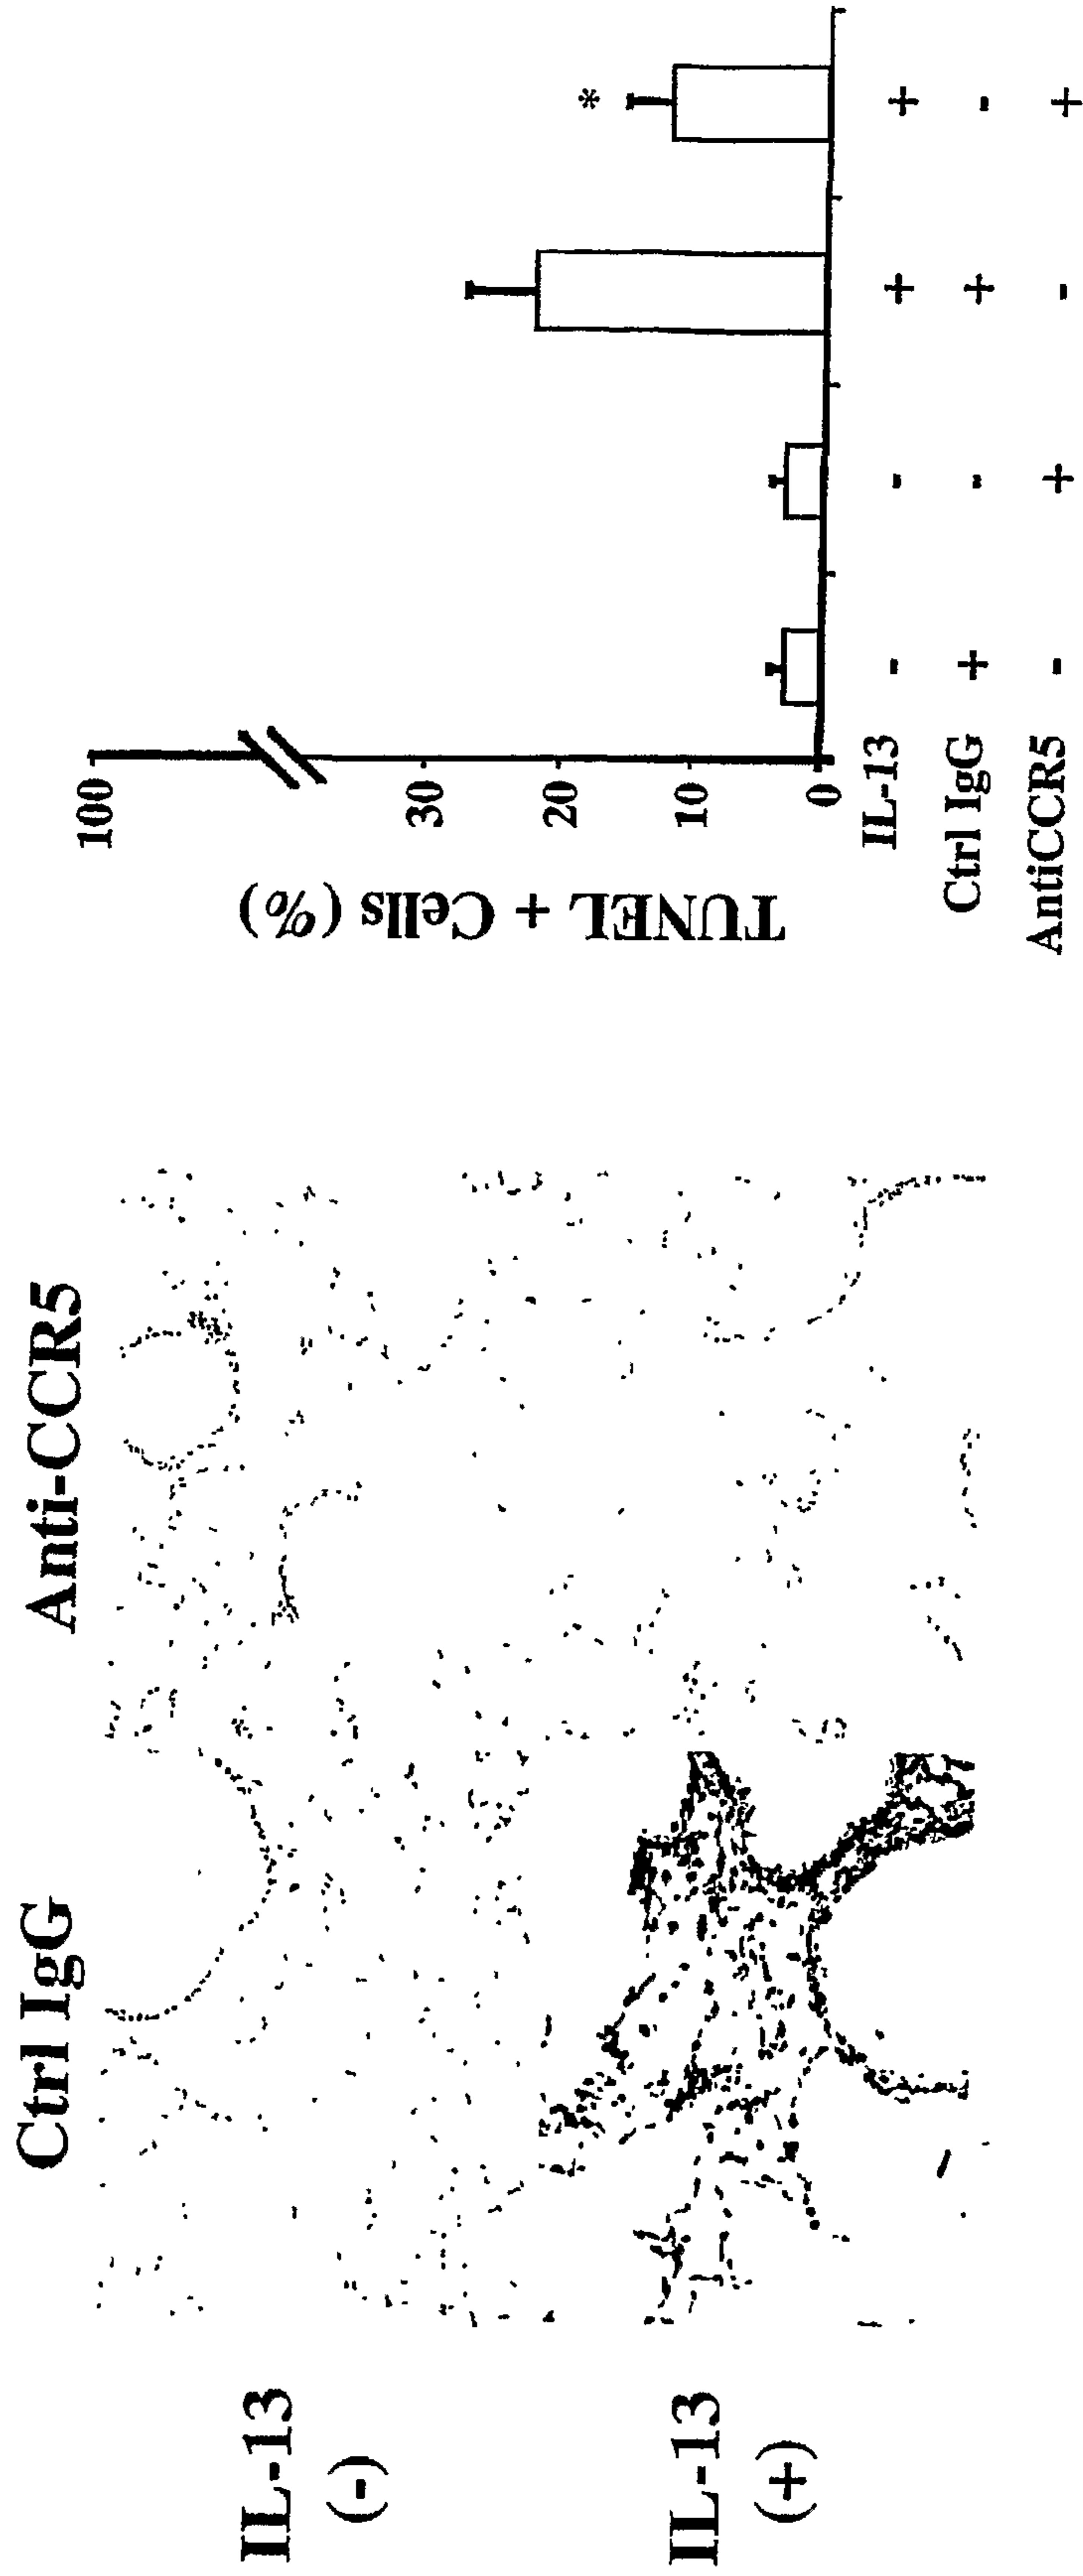 Ctrl IgG Anti-CCR5
IL-13
(-)
IL-13
(+)
TUNEL + Cells (%)
100
30
20
10
0
*
IL-13 - - + +
Ctrl IgG + - + -
AntiCCR5 - + - +